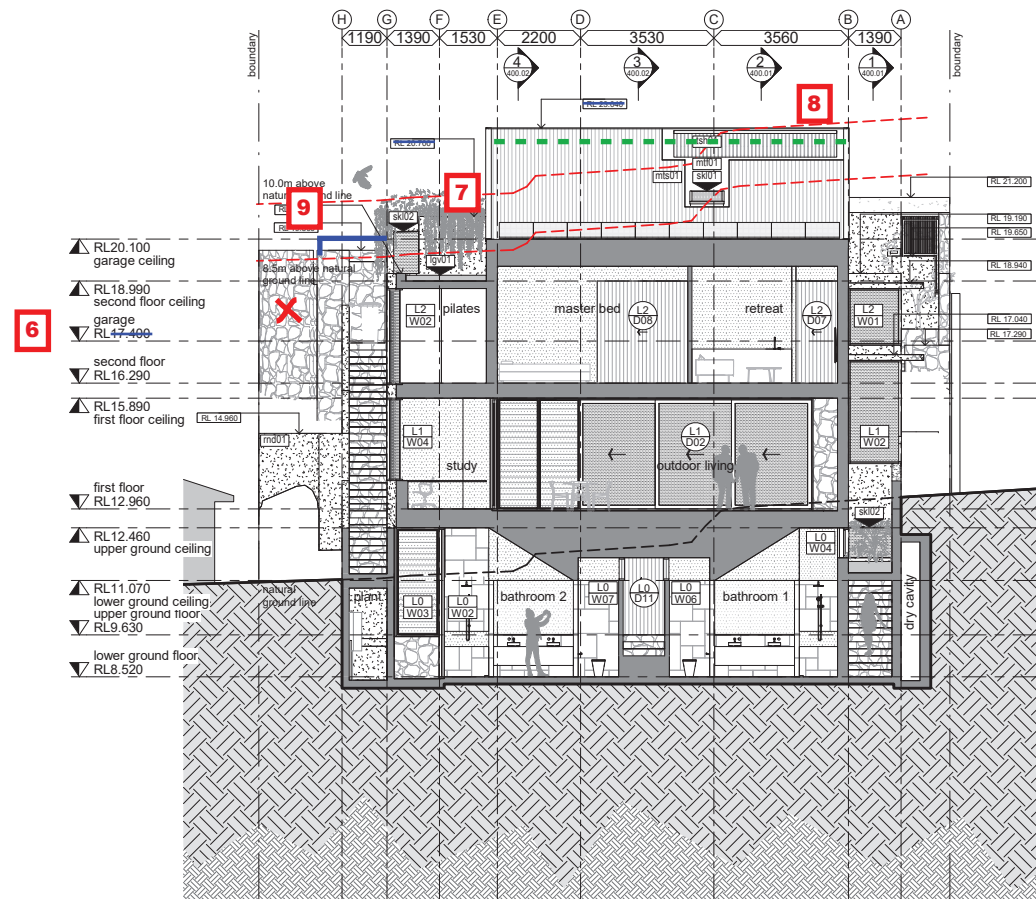 H G F E D C B A
1190 1390 1530 2200 3530 3560 1390
boundary
boundary
4
400.02
3
400.02
2
400.01
1
400.01
8
7
9
6
10.0m above
natural ground line
8.5m above natural
ground line
skl02
lgv01
mtf01
mts01
skl01
RL 21.200
RL 19.190
RL 19.650
RL 18.940
RL 17.040
RL 17.290
RL20.100
garage ceiling
RL18.990
second floor ceiling
garage
RL17.400
second floor
RL16.290
RL15.890
first floor ceiling
RL 14.960
rnd01
first floor
RL12.960
RL12.460
upper ground ceiling
RL11.070
lower ground ceiling
upper ground floor
RL9.630
lower ground floor
RL8.520
L2
W02
pilates
master bed
L2
D08
retreat
L2
D07
L2
W01
L1
W04
study
L1
D02
outdoor living
L1
W02
skl02
L0
W04
natural
ground line
plant
L0
W03
L0
W02
bathroom 2
L0
W07
L0
D11
L0
W06
bathroom 1
dry cavity